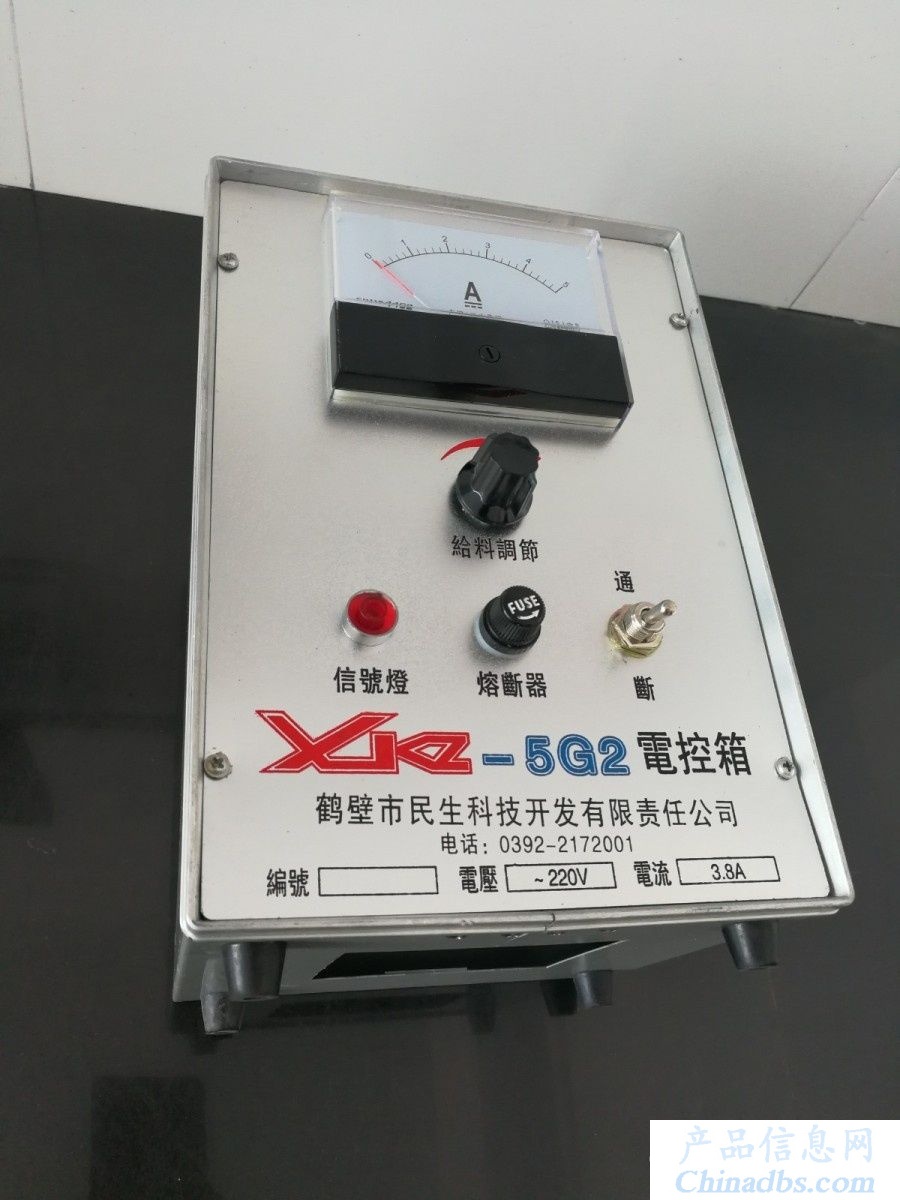 0 1 2 3 4 5
A
給料調節
通
FUSE
信號燈 熔斷器 斷
XKZ-5G2電控箱
鹤壁市民生科技开发有限责任公司
电话：0392-2172001
編號 電壓 ~220V 電流 3.8A
产品信息网
Chinadbs.com